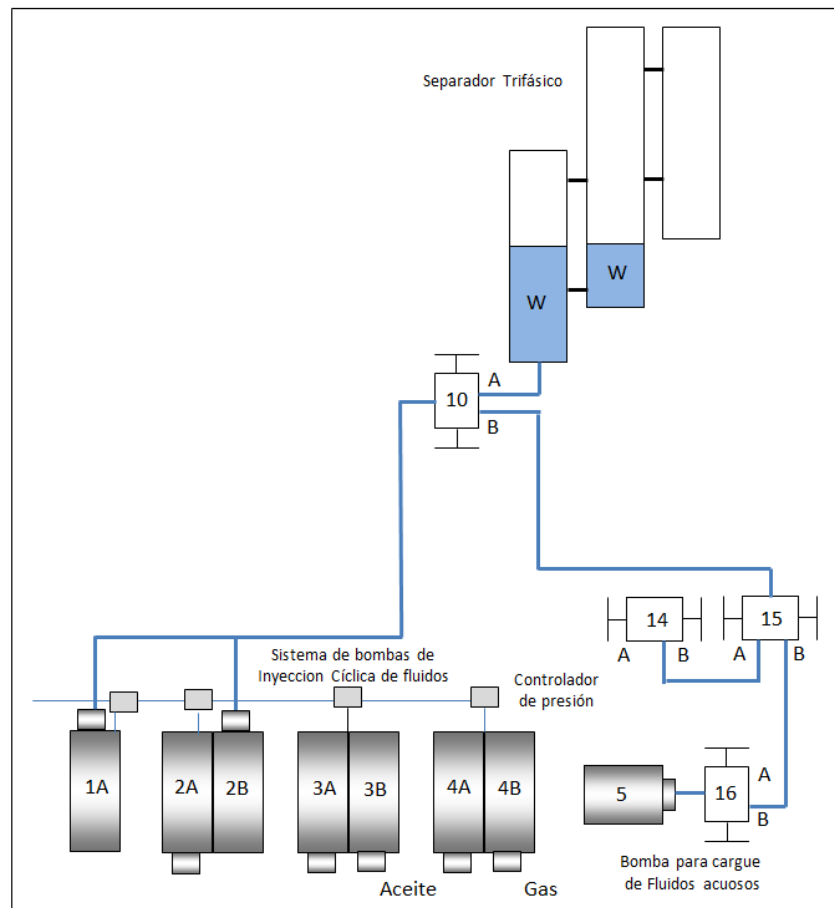 Separador Trifásico
W
W
A
10
B
14
15
A
B
A
B
Sistema de bombas de
Inyeccion Cíclica de fluidos
Controlador
de presión
1A
2A
2B
3A
3B
4A
4B
5
A
16
B
Bomba para cargue
de Fluidos acuosos
Aceite
Gas